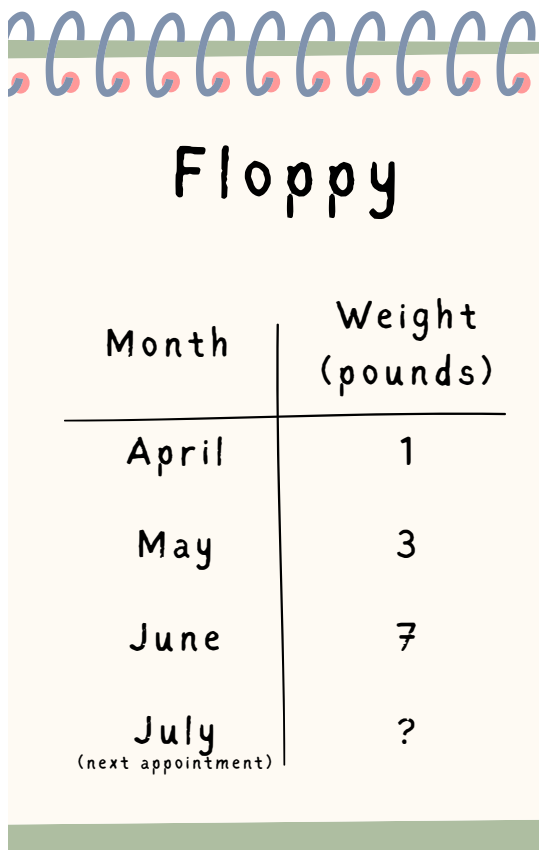 Floppy
Month
Weight
(pounds)
April 1
May 3
June 7
July ?
(next appointment)